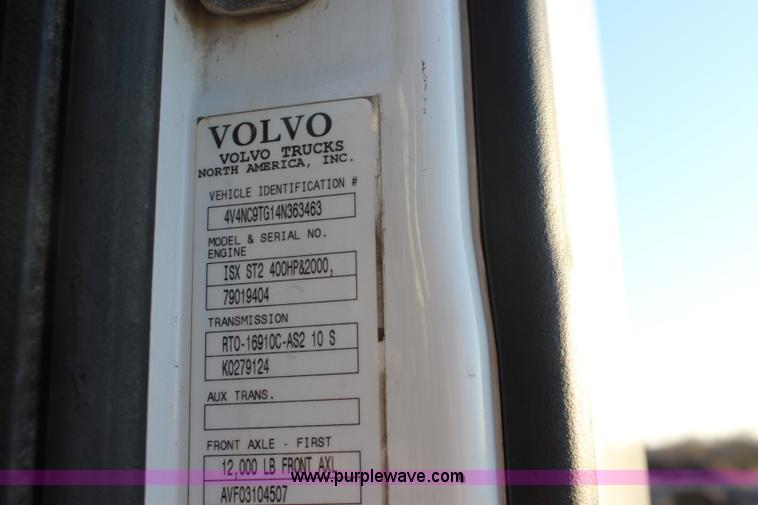 VOLVO
VOLVO TRUCKS
NORTH AMERICA, INC.
VEHICLE IDENTIFICATION #
4V4NC9TG14N363463
MODEL & SERIAL NO.
ENGINE
ISX ST2 400HP&2000,
79019404
TRANSMISSION
RTO-16910C-AS2 10 S
K0279124
AUX TRANS.
FRONT AXLE - FIRST
12,000 LB FRONT AXL
AVF03104507
www.purplewave.com